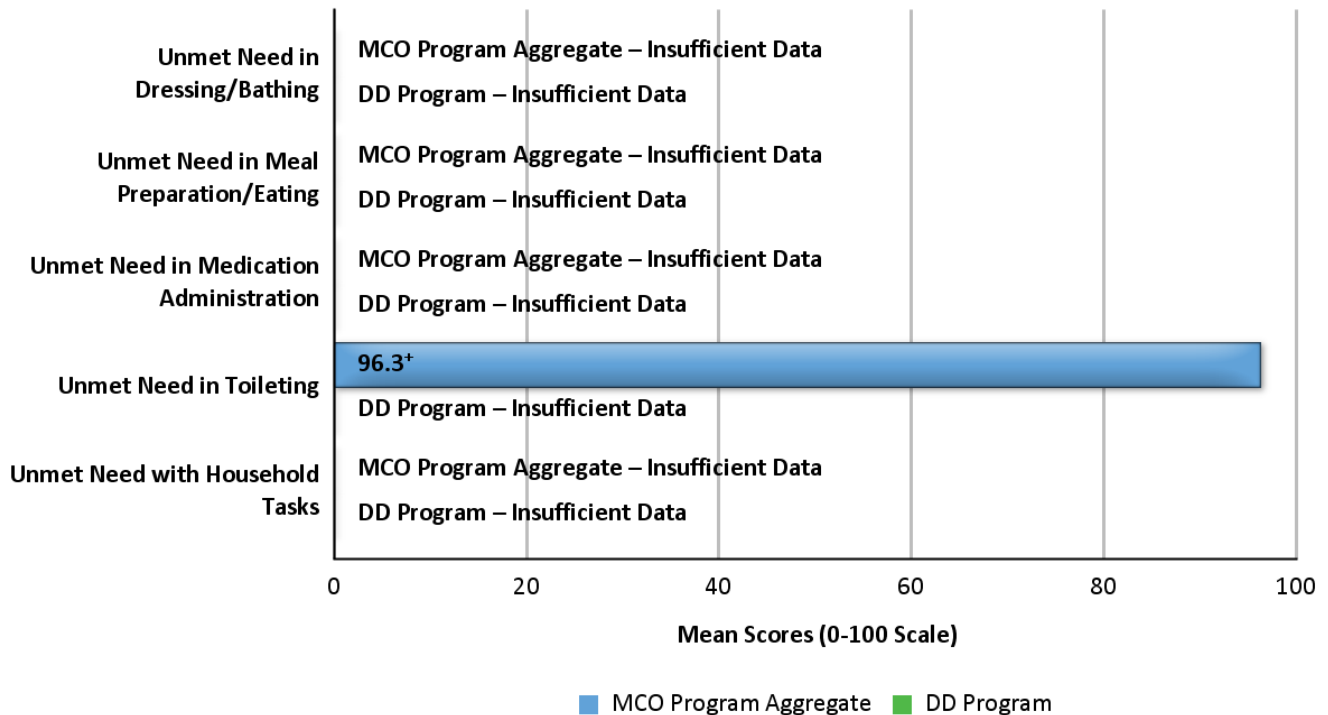 Unmet Need in
Dressing/Bathing
MCO Program Aggregate – Insufficient Data
DD Program – Insufficient Data
Unmet Need in Meal
Preparation/Eating
MCO Program Aggregate – Insufficient Data
DD Program – Insufficient Data
Unmet Need in Medication
Administration
MCO Program Aggregate – Insufficient Data
DD Program – Insufficient Data
Unmet Need in Toileting
96.3⁺
DD Program – Insufficient Data
Unmet Need with Household
Tasks
MCO Program Aggregate – Insufficient Data
DD Program – Insufficient Data
0 20 40 60 80 100
Mean Scores (0-100 Scale)
MCO Program Aggregate DD Program